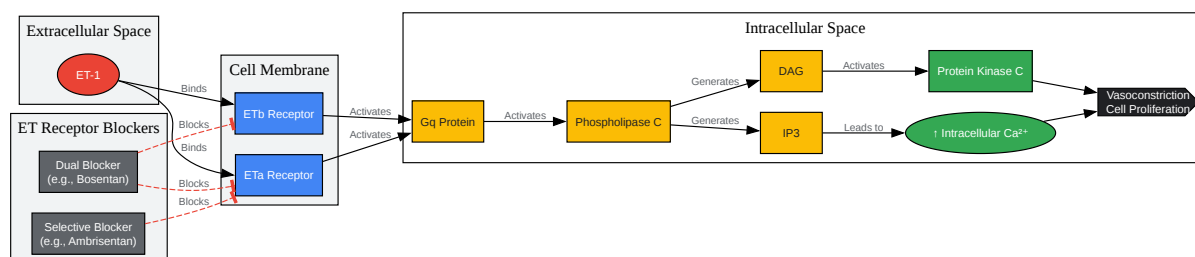 Extracellular Space
ET-1
Binds
Binds
ET Receptor Blockers
Dual Blocker
(e.g., Bosentan)
Selective Blocker
(e.g., Ambrisentan)
Blocks
Blocks
Blocks
Cell Membrane
ETb Receptor
ETa Receptor
Activates
Activates
Intracellular Space
Gq Protein
Activates
Phospholipase C
Generates
Generates
DAG
Activates
Protein Kinase C
IP3
Leads to
↑ Intracellular Ca²⁺
Vasoconstriction
Cell Proliferation